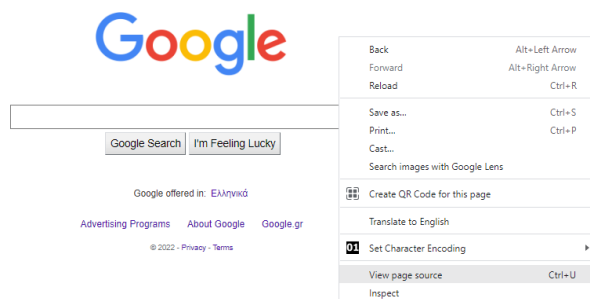 Google
Google Search I'm Feeling Lucky
Google offered in: Ελληνικά
Advertising Programs About Google Google.gr
© 2022 - Privacy - Terms
Back Alt+Left Arrow
Forward Alt+Right Arrow
Reload Ctrl+R
Save as... Ctrl+S
Print... Ctrl+P
Cast...
Search images with Google Lens
Create QR Code for this page
Translate to English
01 Set Character Encoding
View page source Ctrl+U
Inspect